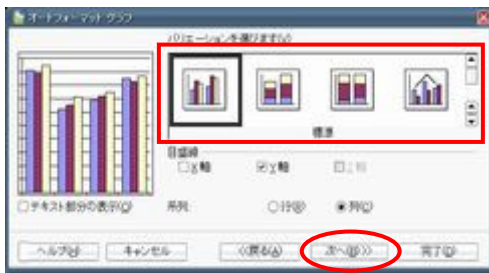 オートフォーマット グラフ
バリエーションを選びます(V)
標準
目盛線
X軸
Y軸
Z軸
テキスト部分の表示(O)
系列:
行(R)
列(C)
ヘルプ(H)
キャンセル
<<戻る(A)
次へ(B)>>
完了(D)